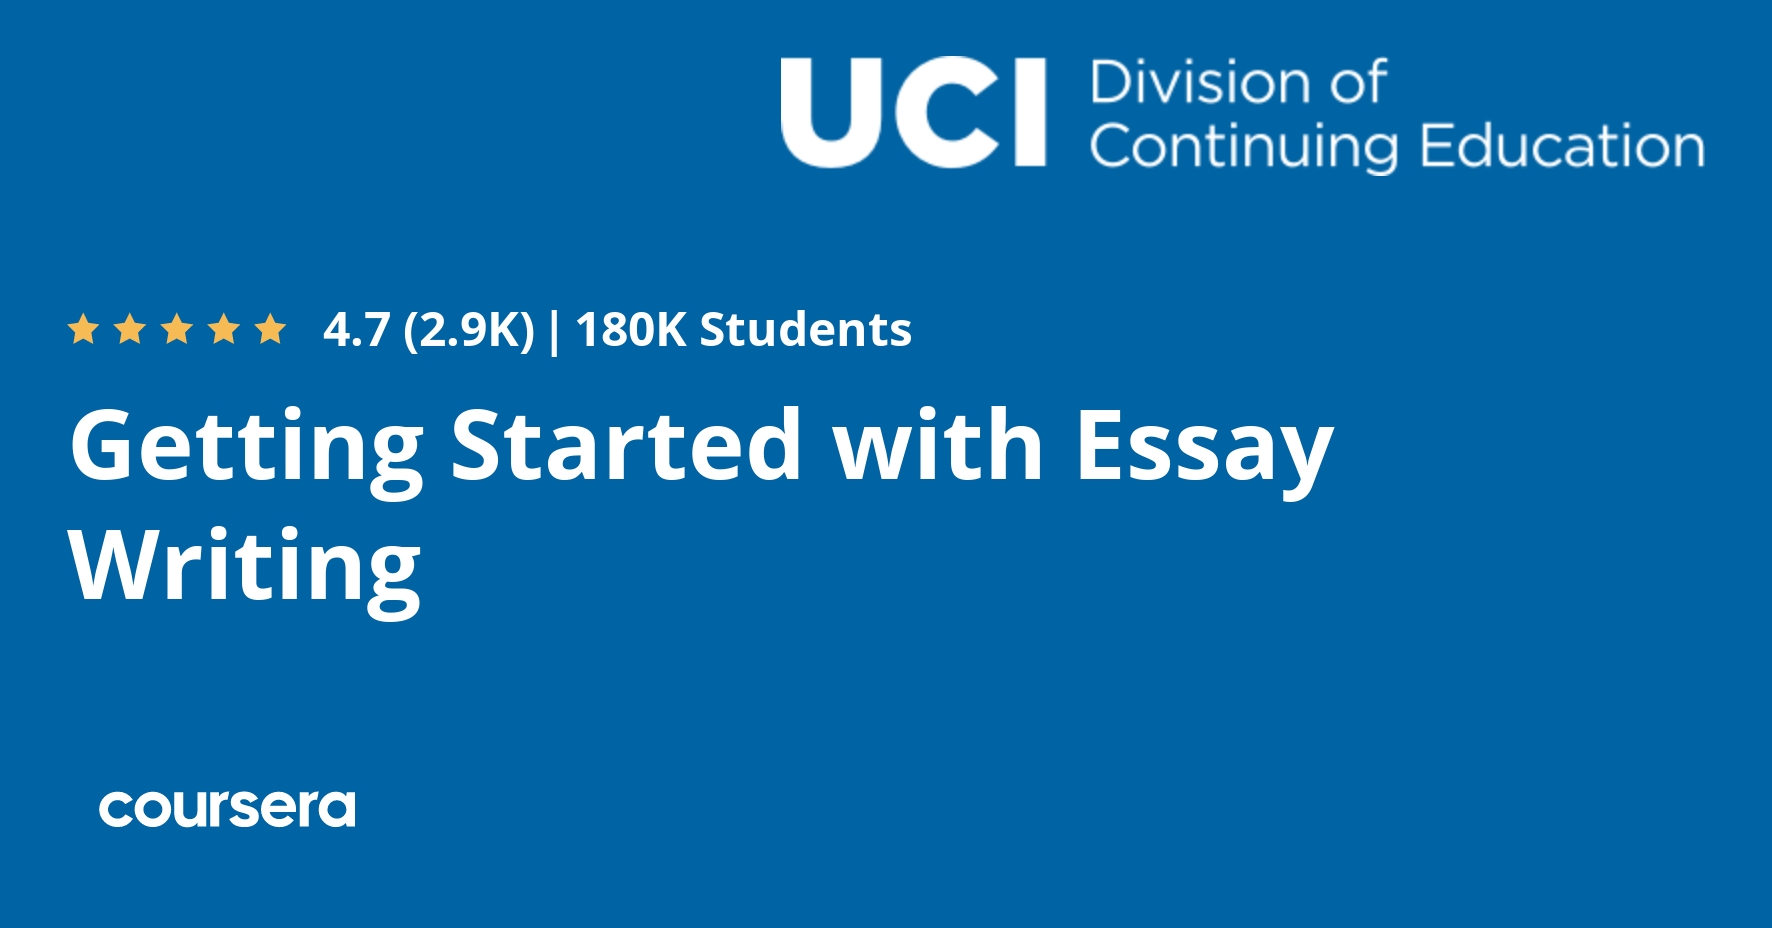 UCI
Division of
Continuing Education
4.7 (2.9K) | 180K Students
Getting Started with Essay
Writing
coursera